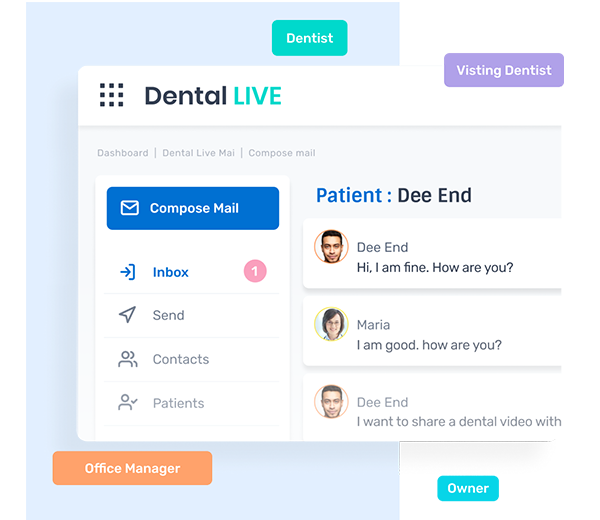 Dentist
Visting Dentist
Dental LIVE
Dashboard | Dental Live Mai | Compose mail
Compose Mail
Patient : Dee End
Dee End
Hi, I am fine. How are you?
Inbox 1
Send
Maria
I am good. how are you?
Contacts
Patients
Dee End
I want to share a dental video with
Office Manager
Owner